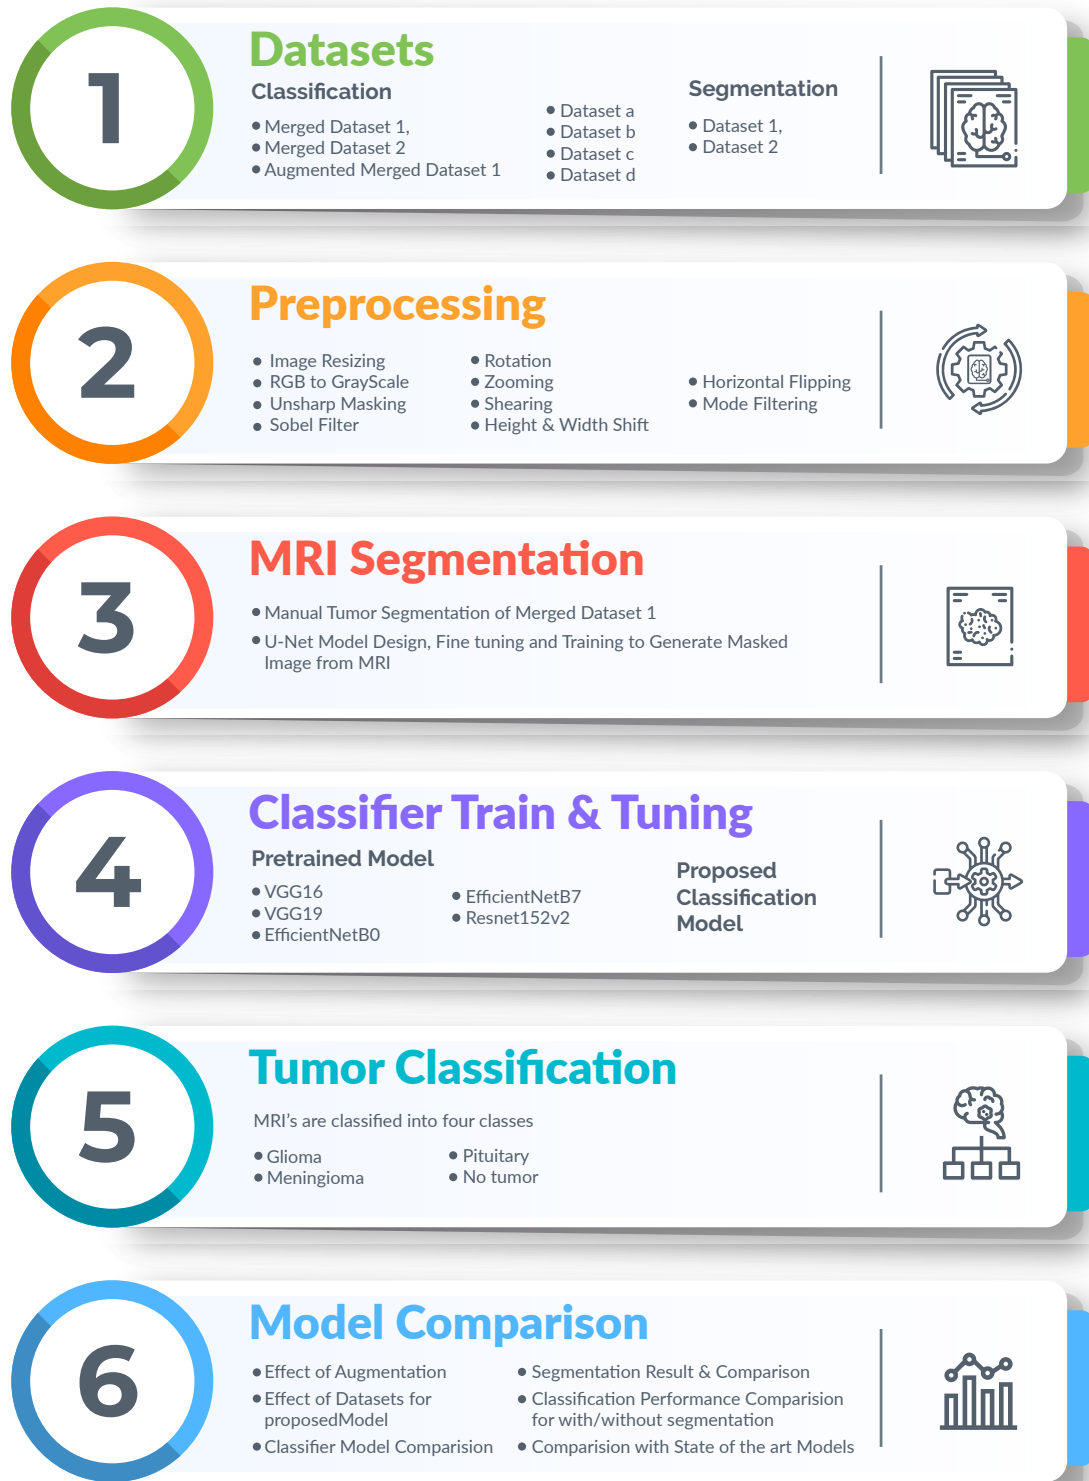 1
Datasets
Classification
• Merged Dataset 1,
• Merged Dataset 2
• Augmented Merged Dataset 1
• Dataset a
• Dataset b
• Dataset c
• Dataset d
Segmentation
• Dataset 1,
• Dataset 2
2
Preprocessing
• Image Resizing
• RGB to GrayScale
• Unsharp Masking
• Sobel Filter
• Rotation
• Zooming
• Shearing
• Height & Width Shift
• Horizontal Flipping
• Mode Filtering
3
MRI Segmentation
• Manual Tumor Segmentation of Merged Dataset 1
• U-Net Model Design, Fine tuning and Training to Generate Masked
Image from MRI
4
Classifier Train & Tuning
Pretrained Model
• VGG16
• VGG19
• EfficientNetB0
• EfficientNetB7
• Resnet152v2
Proposed
Classification
Model
5
Tumor Classification
MRI's are classified into four classes
• Glioma
• Meningioma
• Pituitary
• No tumor
6
Model Comparison
• Effect of Augmentation
• Effect of Datasets for
proposedModel
• Classifier Model Comparision
• Segmentation Result & Comparison
• Classification Performance Comparision
for with/without segmentation
• Comparision with State of the art Models